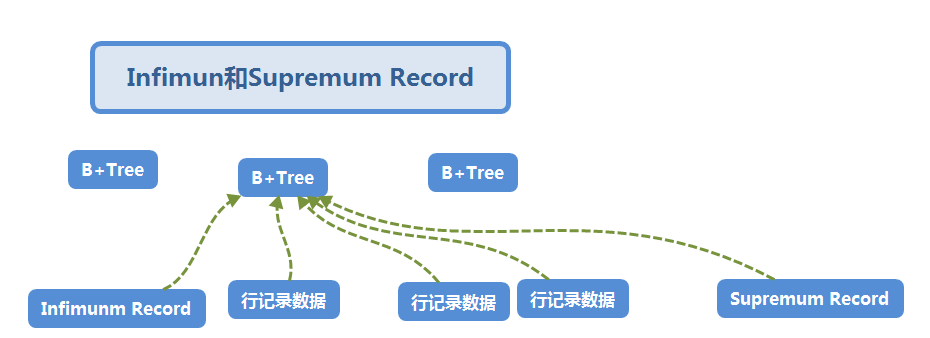 Infimun和Supremum Record
B+Tree
B+Tree
B+Tree
Infimunm Record
行记录数据
行记录数据
行记录数据
Supremum Record